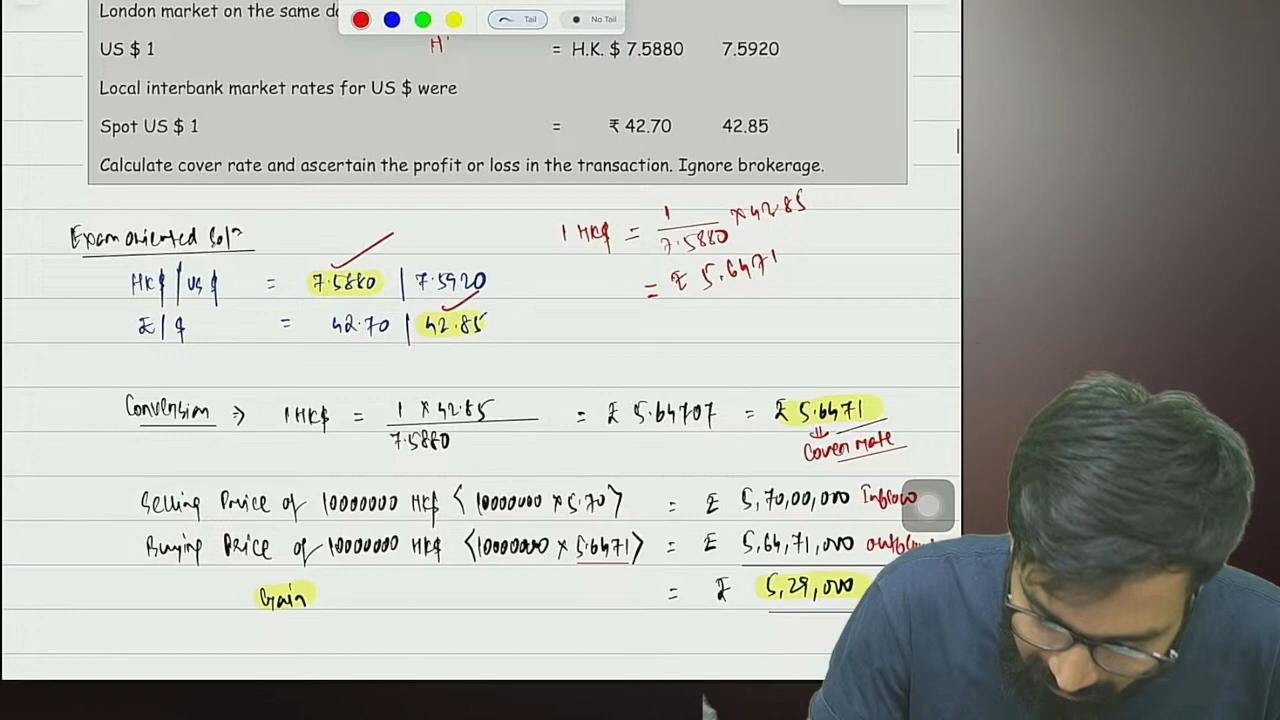 London market on the same d
Tail
No Tail
US $ 1 = H.K. $ 7.5880 7.5920
H
Local interbank market rates for US $ were
Spot US $ 1 = ₹ 42.70 42.85
Calculate cover rate and ascertain the profit or loss in the transaction. Ignore brokerage.
Exam oriented Solⁿ
1 HK$ = 1/7.5880 × 42.85
= ₹ 5.6471
HK$ | US $ = 7.5880 | 7.5920
₹ | $ = 42.70 | 42.85
Conversion ⇒ 1 HK$ = 1 × 42.85 / 7.5880 = ₹ 5.64707 = ₹ 5.6471
⇓
Cover rate
Selling Price of 10000000 HK$ <10000000 × 5.70> = ₹ 5,70,00,000 Inflow
Buying Price of 10000000 HK$ <10000000 × 5.6471> = ₹ 5,64,71,000
Gain = ₹ 5,29,000